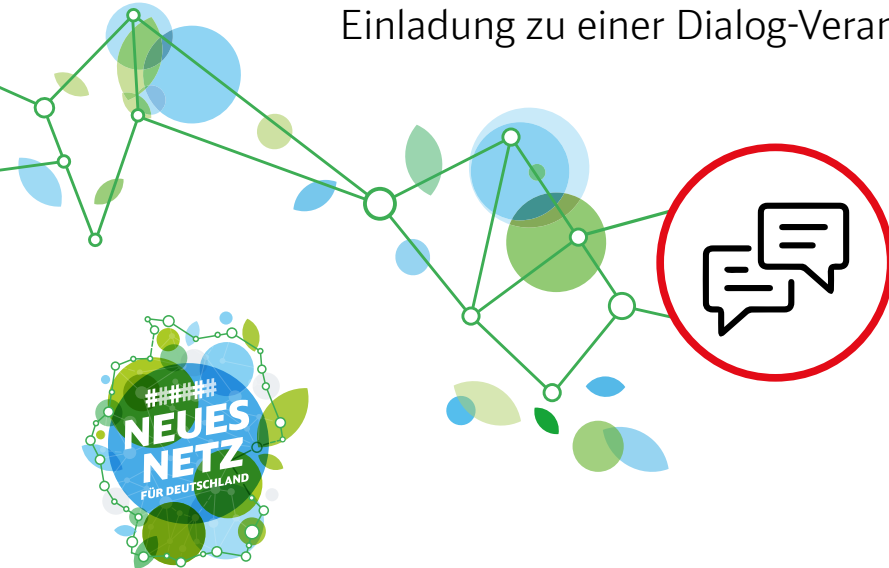 Einladung zu einer Dialog-Veran
######
NEUES
NETZ
FÜR DEUTSCHLAND